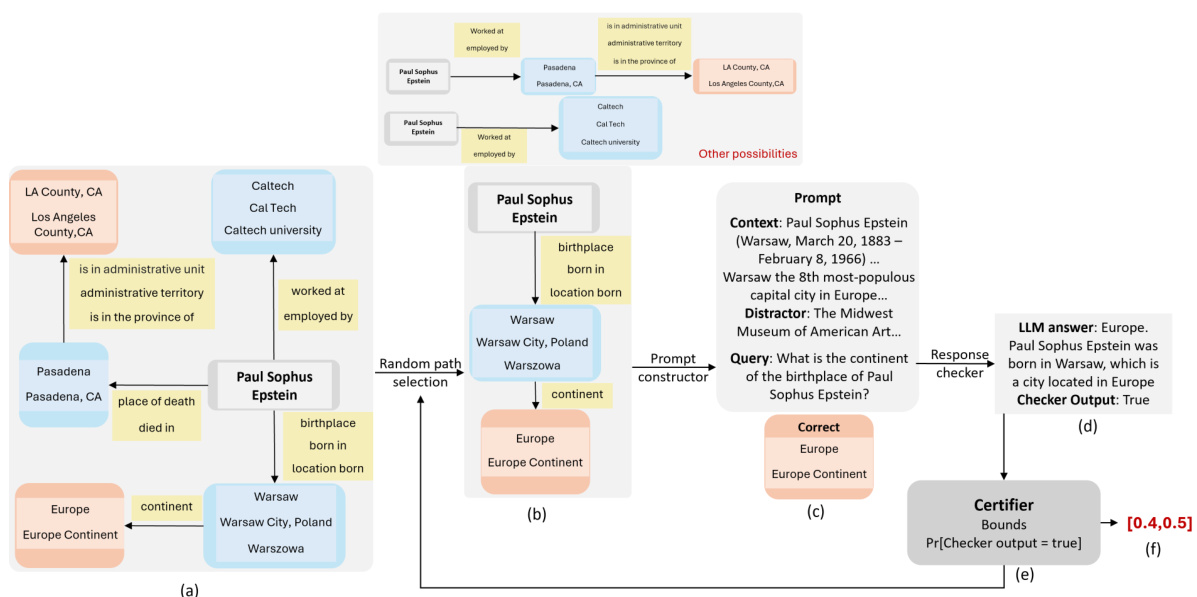 Worked at
employed by
is in administrative unit
administrative territory
is in the province of
Paul Sophus
Epstein
Pasadena
Pasadena, CA
LA County, CA
Los Angeles County,CA
Paul Sophus
Epstein
Worked at
employed by
Caltech
Cal Tech
Caltech university
Other possibilities
LA County, CA
Los Angeles
County,CA
Caltech
Cal Tech
Caltech university
is in administrative unit
administrative territory
is in the province of
worked at
employed by
Pasadena
Pasadena, CA
place of death
died in
Paul Sophus
Epstein
birthplace
born in
location born
Europe
Europe Continent
continent
Warsaw
Warsaw City, Poland
Warszowa
(a)
Random path
selection
Paul Sophus
Epstein
birthplace
born in
location born
Warsaw
Warsaw City, Poland
Warszowa
continent
Europe
Europe Continent
(b)
Prompt
constructor
Prompt
Context: Paul Sophus Epstein
(Warsaw, March 20, 1883 –
February 8, 1966) ...
Warsaw the 8th most-populous
capital city in Europe...
Distractor: The Midwest
Museum of American Art...
Query: What is the continent
of the birthplace of Paul
Sophus Epstein?
Correct
Europe
Europe Continent
(c)
Response
checker
LLM answer: Europe.
Paul Sophus Epstein was
born in Warsaw, which is
a city located in Europe
Checker Output: True
(d)
Certifier
Bounds
Pr[Checker output = true]
(e)
[0.4,0.5]
(f)